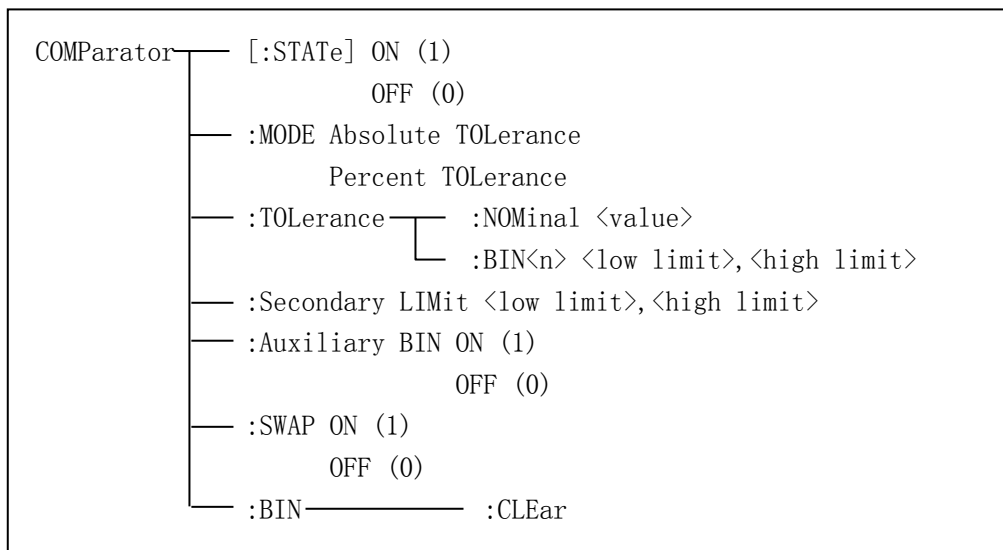 COMParator [:STATe] ON (1)
OFF (0)
:MODE Absolute TOLerance
Percent TOLerance
:TOLerance :NOMinal <value>
:BIN<n> <low limit>,<high limit>
:Secondary LIMit <low limit>,<high limit>
:Auxiliary BIN ON (1)
OFF (0)
:SWAP ON (1)
OFF (0)
:BIN :CLEar